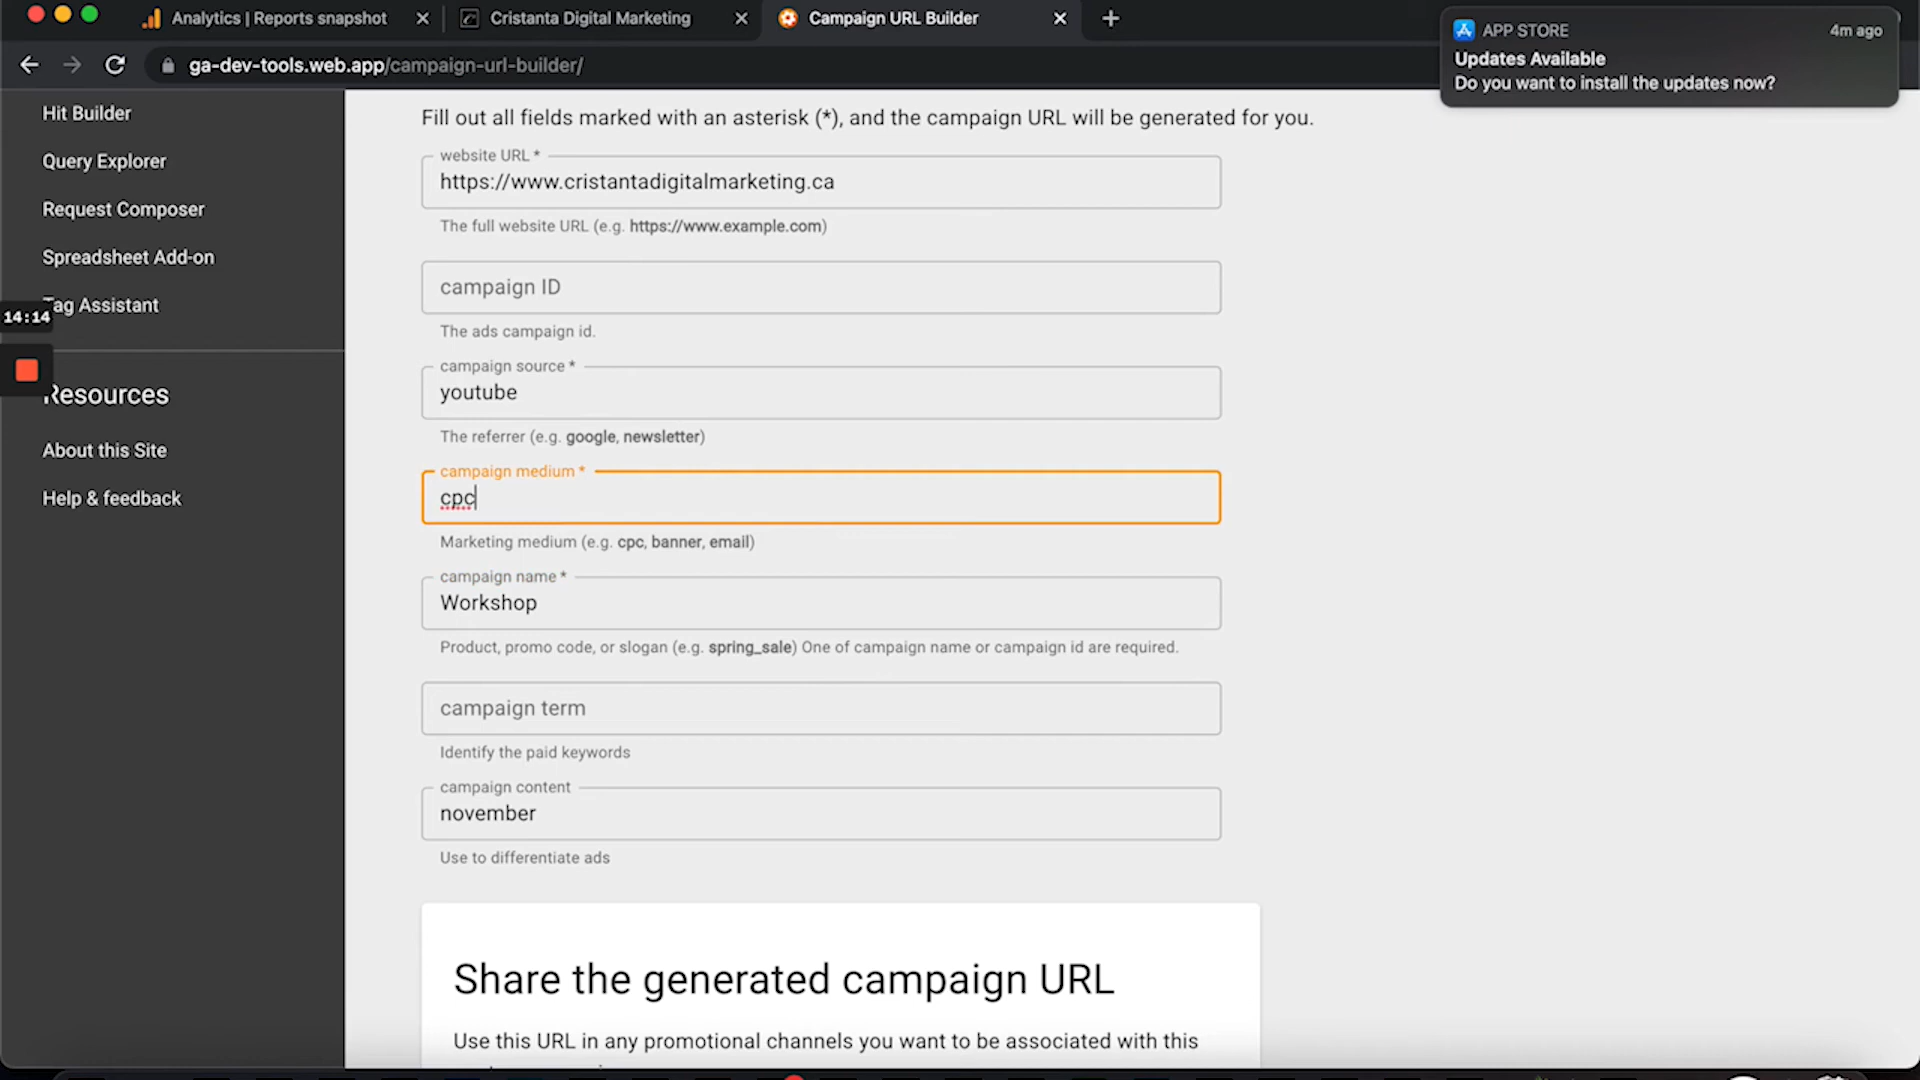 Analytics | Reports snapshot
Cristanta Digital Marketing
Campaign URL Builder
APP STORE
4m ago
Updates Available
Do you want to install the updates now?
ga-dev-tools.web.app/campaign-url-builder/
Hit Builder
Query Explorer
Request Composer
Spreadsheet Add-on
Tag Assistant
14:14
Resources
About this Site
Help & feedback
Fill out all fields marked with an asterisk (*), and the campaign URL will be generated for you.
website URL *
https://www.cristantadigitalmarketing.ca
The full website URL (e.g. https://www.example.com)
campaign ID
The ads campaign id.
campaign source *
youtube
The referrer (e.g. google, newsletter)
campaign medium *
cpc
Marketing medium (e.g. cpc, banner, email)
campaign name *
Workshop
Product, promo code, or slogan (e.g. spring_sale) One of campaign name or campaign id are required.
campaign term
Identify the paid keywords
campaign content
november
Use to differentiate ads
Share the generated campaign URL
Use this URL in any promotional channels you want to be associated with this